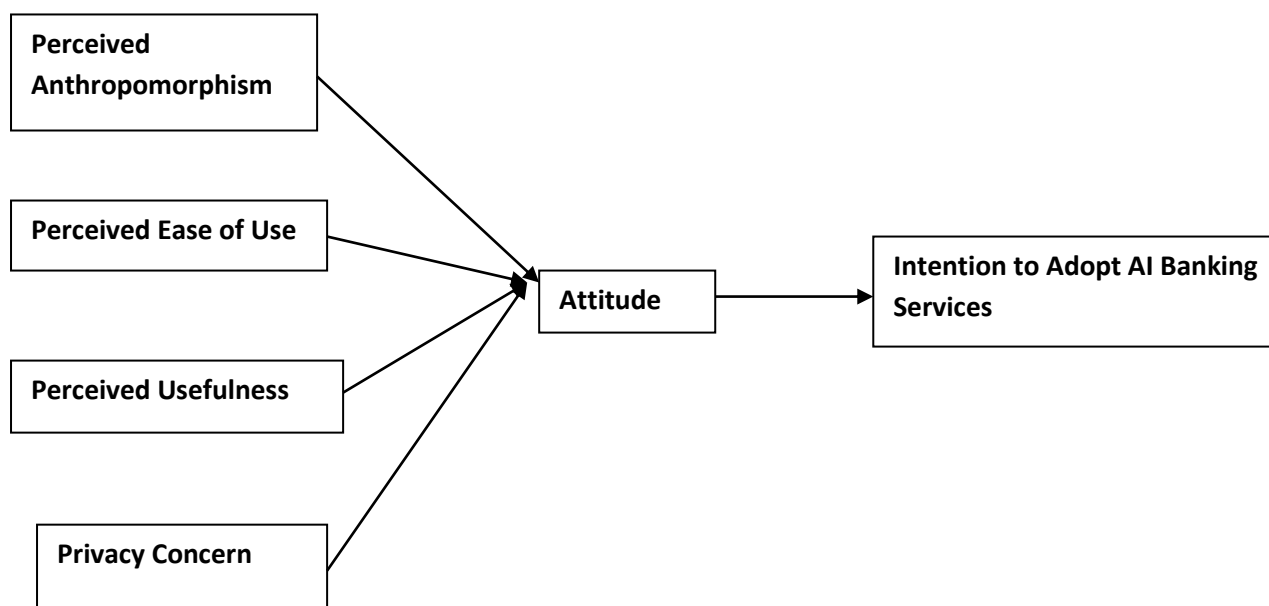 Perceived
Anthropomorphism
Perceived Ease of Use
Perceived Usefulness
Privacy Concern
Attitude
Intention to Adopt AI Banking
Services